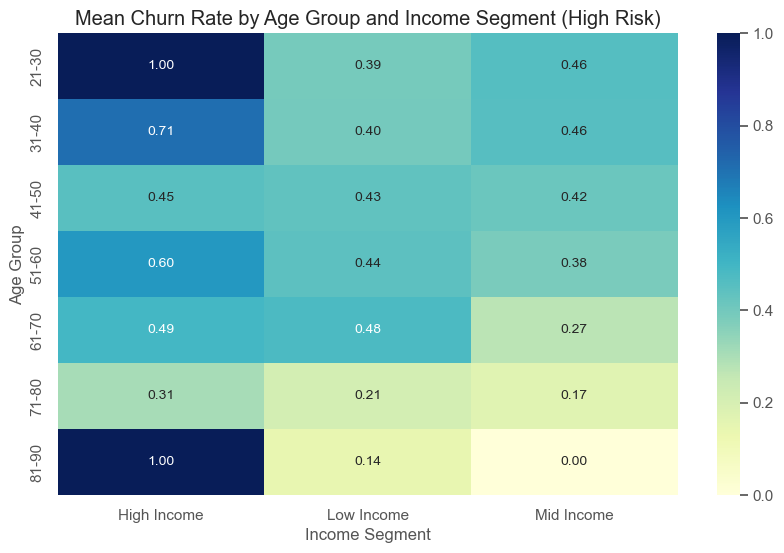 Mean Churn Rate by Age Group and Income Segment (High Risk)
Age Group
21-30 1.00 0.39 0.46
31-40 0.71 0.40 0.46
41-50 0.45 0.43 0.42
51-60 0.60 0.44 0.38
61-70 0.49 0.48 0.27
71-80 0.31 0.21 0.17
81-90 1.00 0.14 0.00
High Income Low Income Mid Income
Income Segment
1.0
0.8
0.6
0.4
0.2
0.0